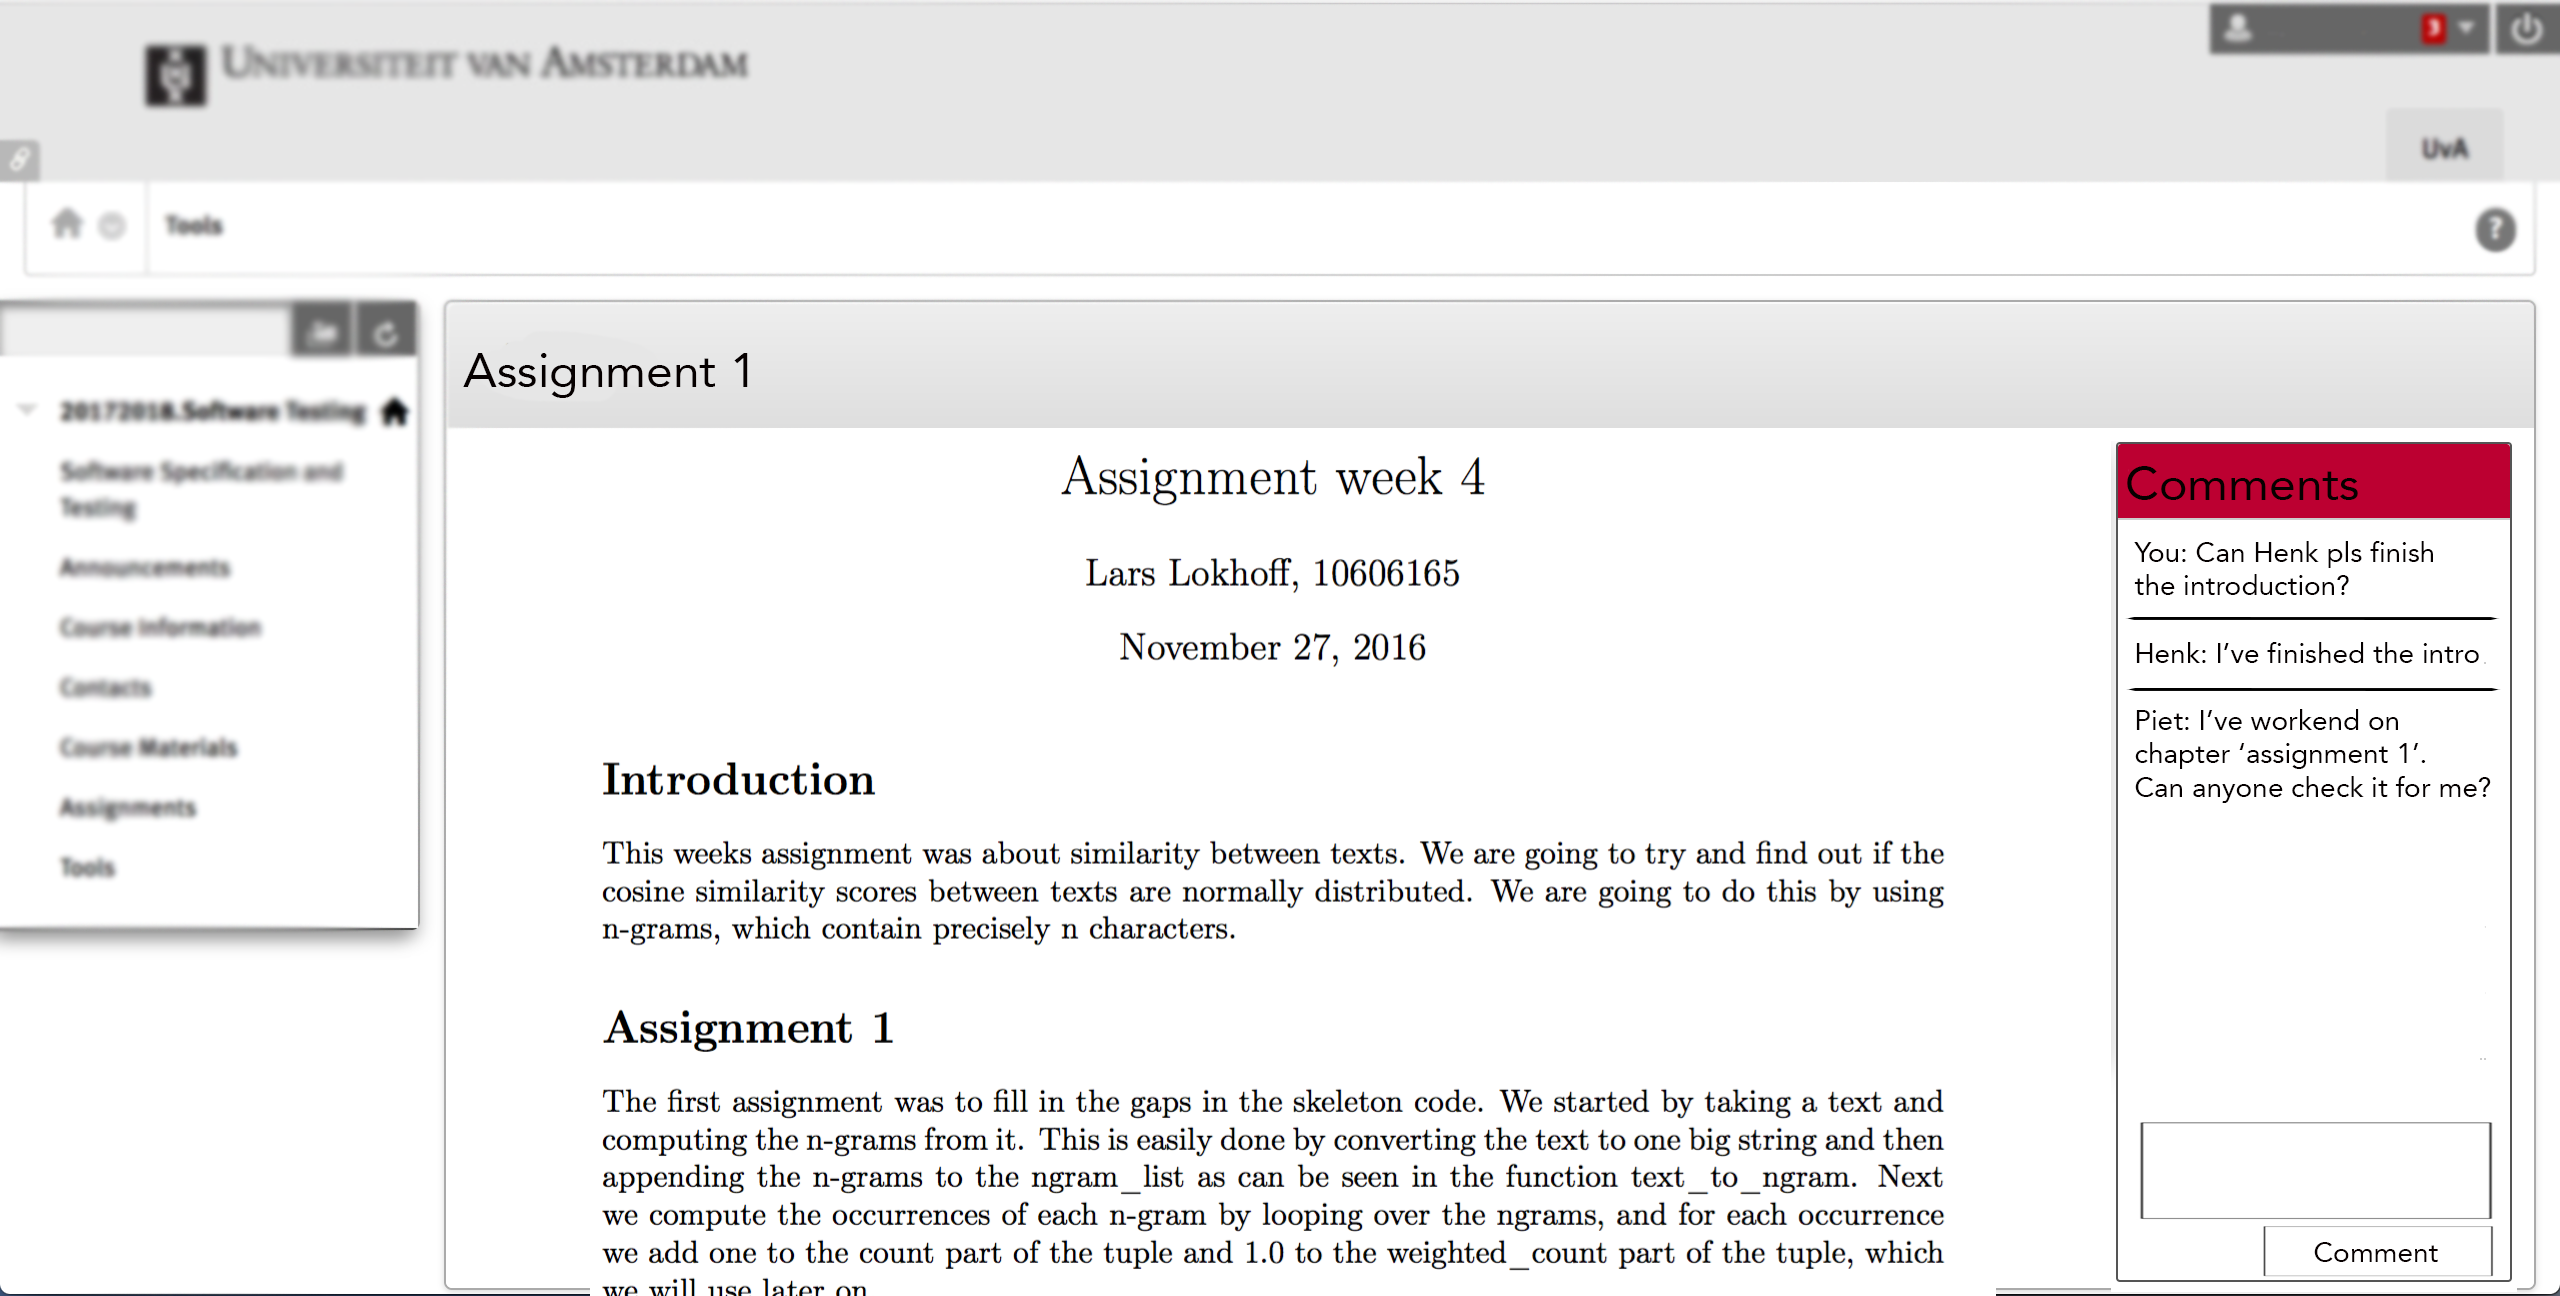 UNIVERSITEIT VAN AMSTERDAM
3
UvA
Tools
?
20172018.Software Testing
Software Specification and
Testing
Announcements
Course Information
Contacts
Course Materials
Assignments
Tools
Assignment 1
Assignment week 4
Lars Lokhoff, 10606165
November 27, 2016
Introduction
This weeks assignment was about similarity between texts. We are going to try and find out if the
cosine similarity scores between texts are normally distributed. We are going to do this by using
n-grams, which contain precisely n characters.
Assignment 1
The first assignment was to fill in the gaps in the skeleton code. We started by taking a text and
computing the n-grams from it. This is easily done by converting the text to one big string and then
appending the n-grams to the ngram_list as can be seen in the function text_to_ngram. Next
we compute the occurrences of each n-gram by looping over the ngrams, and for each occurrence
we add one to the count part of the tuple and 1.0 to the weighted_count part of the tuple, which
we will use later on
Comments
You: Can Henk pls finish
the introduction?
Henk: I've finished the intro
Piet: I've workend on
chapter 'assignment 1'.
Can anyone check it for me?
Comment